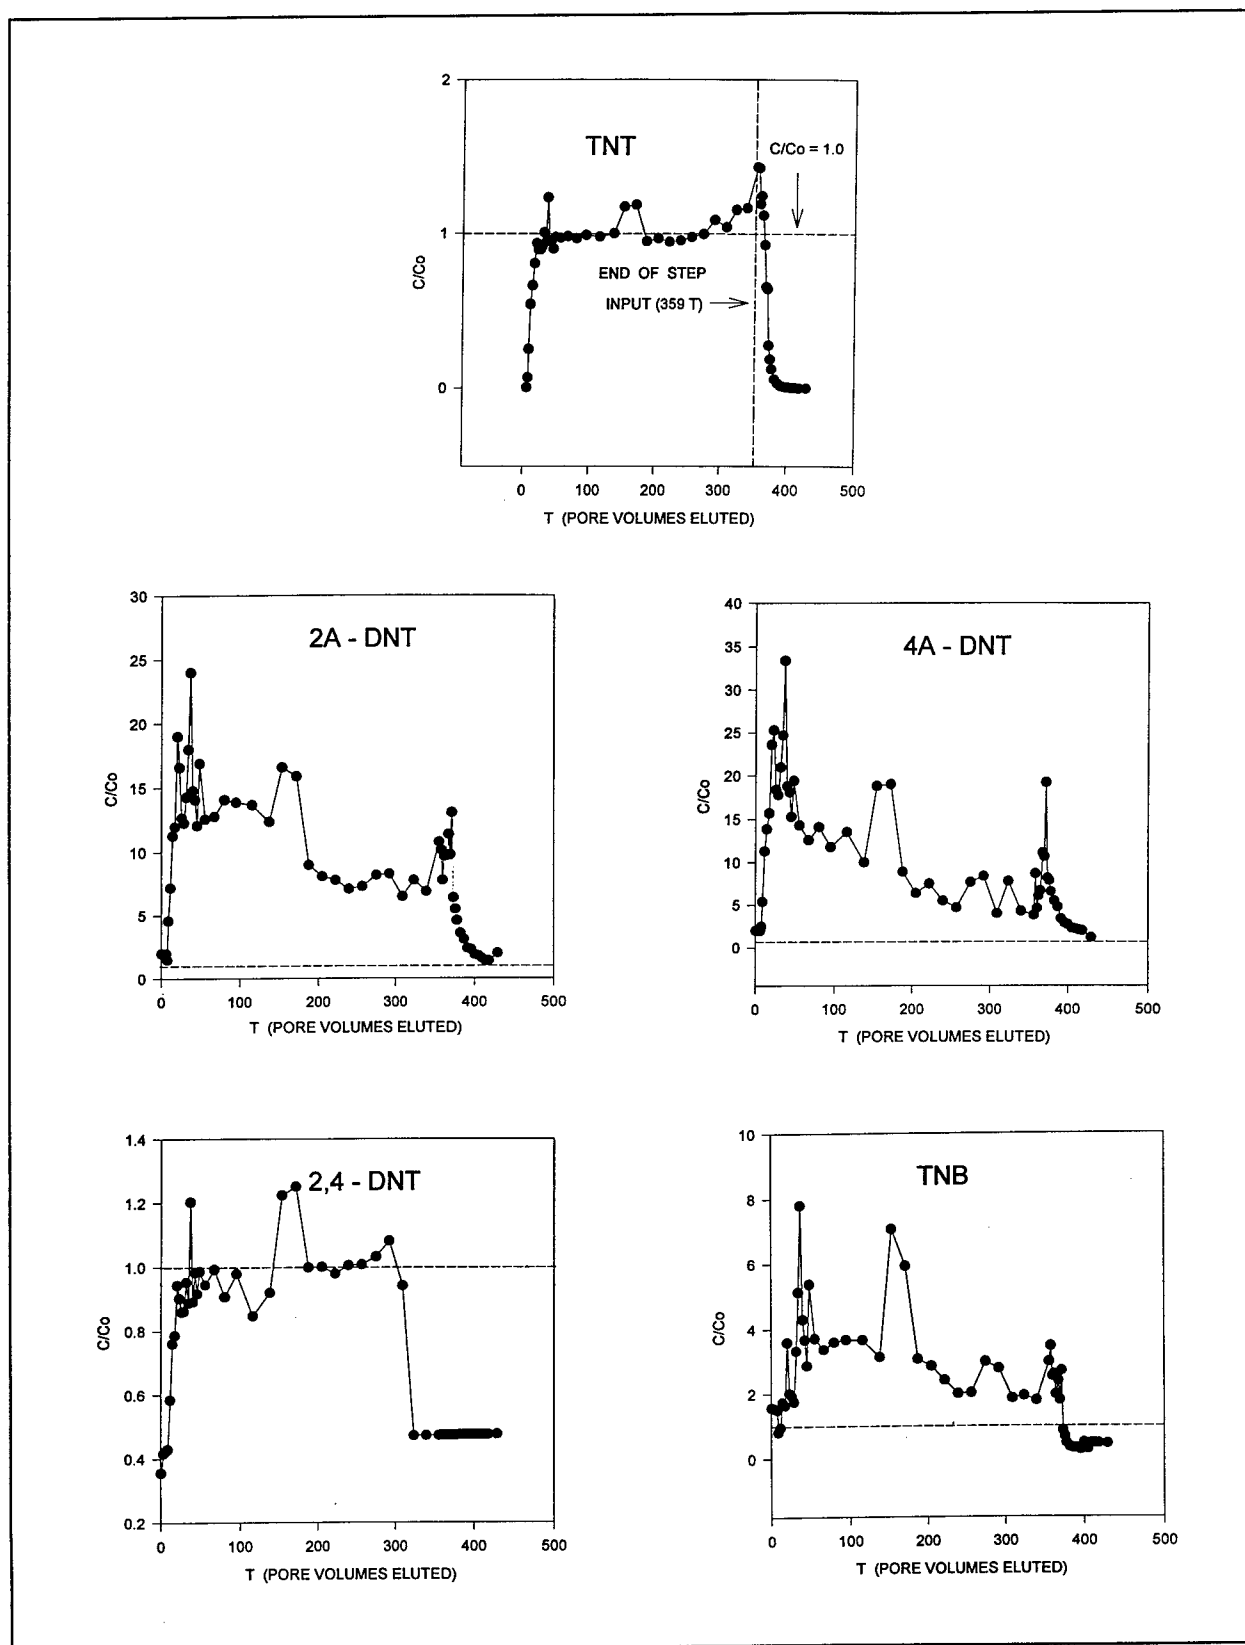 2
TNT
C/Co = 1.0
1
C/Co
END OF STEP
INPUT (359 T)
0
0 100 200 300 400 500
T (PORE VOLUMES ELUTED)
30
2A - DNT
25
20
15
C/Co
10
5
0
0 100 200 300 400 500
T (PORE VOLUMES ELUTED)
40
4A - DNT
35
30
25
20
C/Co
15
10
5
0
0 100 200 300 400 500
T (PORE VOLUMES ELUTED)
1.4
2,4 - DNT
1.2
1.0
C/Co
0.8
0.6
0.4
0.2
0 100 200 300 400 500
T (PORE VOLUMES ELUTED)
10
TNB
8
6
C/Co
4
2
0
0 100 200 300 400 500
T (PORE VOLUMES ELUTED)